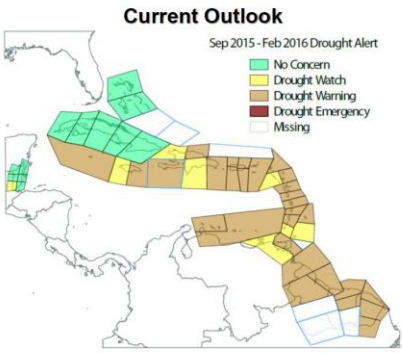 Current Outlook
Sep 2015 - Feb 2016 Drought Alert
No Concern
Drought Watch
Drought Warning
Drought Emergency
Missing